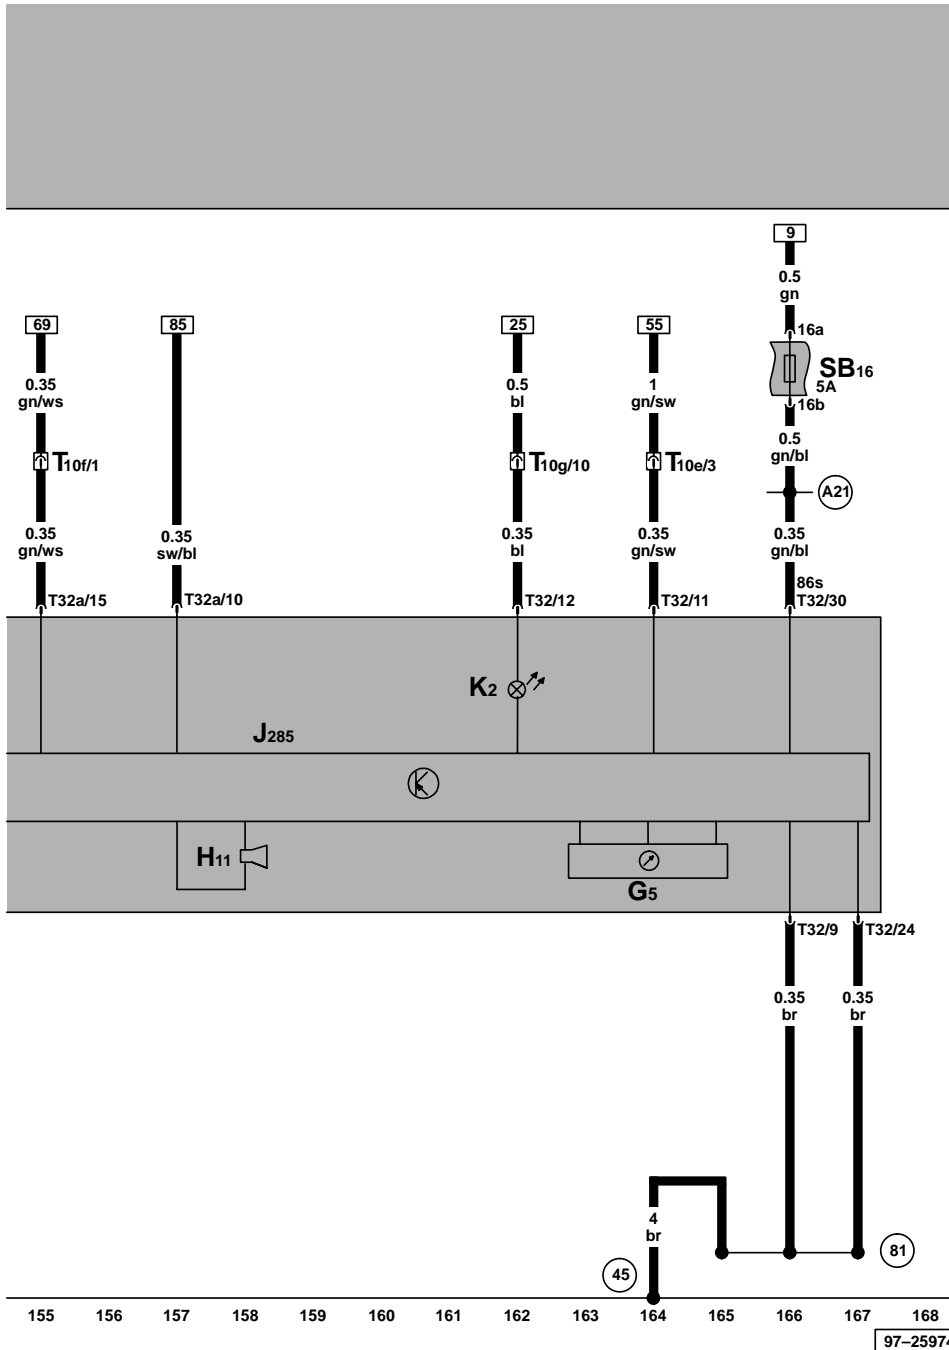 9
0.5
gn
16a
SB16
5A
16b
0.5
gn/bl
A21
0.35
gn/bl
86s
T32/30
69
85
25
55
0.35
gn/ws
0.5
bl
1
gn/sw
T10f/1
T10g/10
T10e/3
0.35
gn/ws
0.35
sw/bl
0.35
bl
0.35
gn/sw
T32a/15
T32a/10
T32/12
T32/11
K2
J285
H11
G5
T32/9
T32/24
0.35
br
0.35
br
4
br
81
45
155 156 157 158 159 160 161 162 163 164 165 166 167 168
97–25974